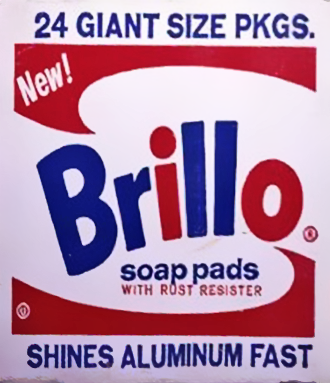 24 GIANT SIZE PKGS.
New!
Brillo
®
soap pads
WITH RUST RESISTER
SHINES ALUMINUM FAST